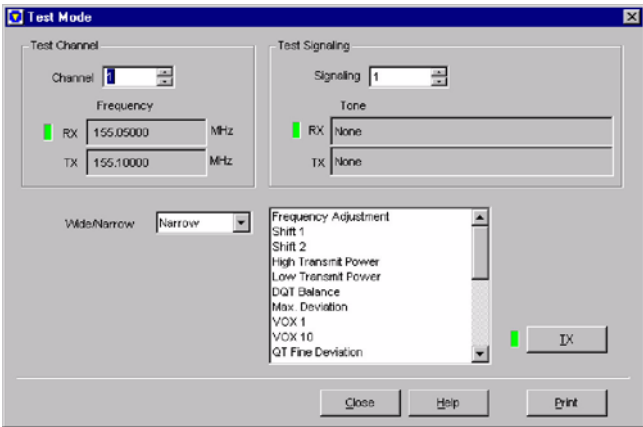 Test Mode
Test Channel
Channel 1
Frequency
RX 155.05000 MHz
TX 155.10000 MHz
Test Signaling
Signaling 1
Tone
RX None
TX None
Wide/Narrow Narrow
Frequency Adjustment
Shift 1
Shift 2
High Transmit Power
Low Transmit Power
DQT Balance
Max. Deviation
VOX 1
VOX 10
QT Fine Deviation
TX
Close Help Print